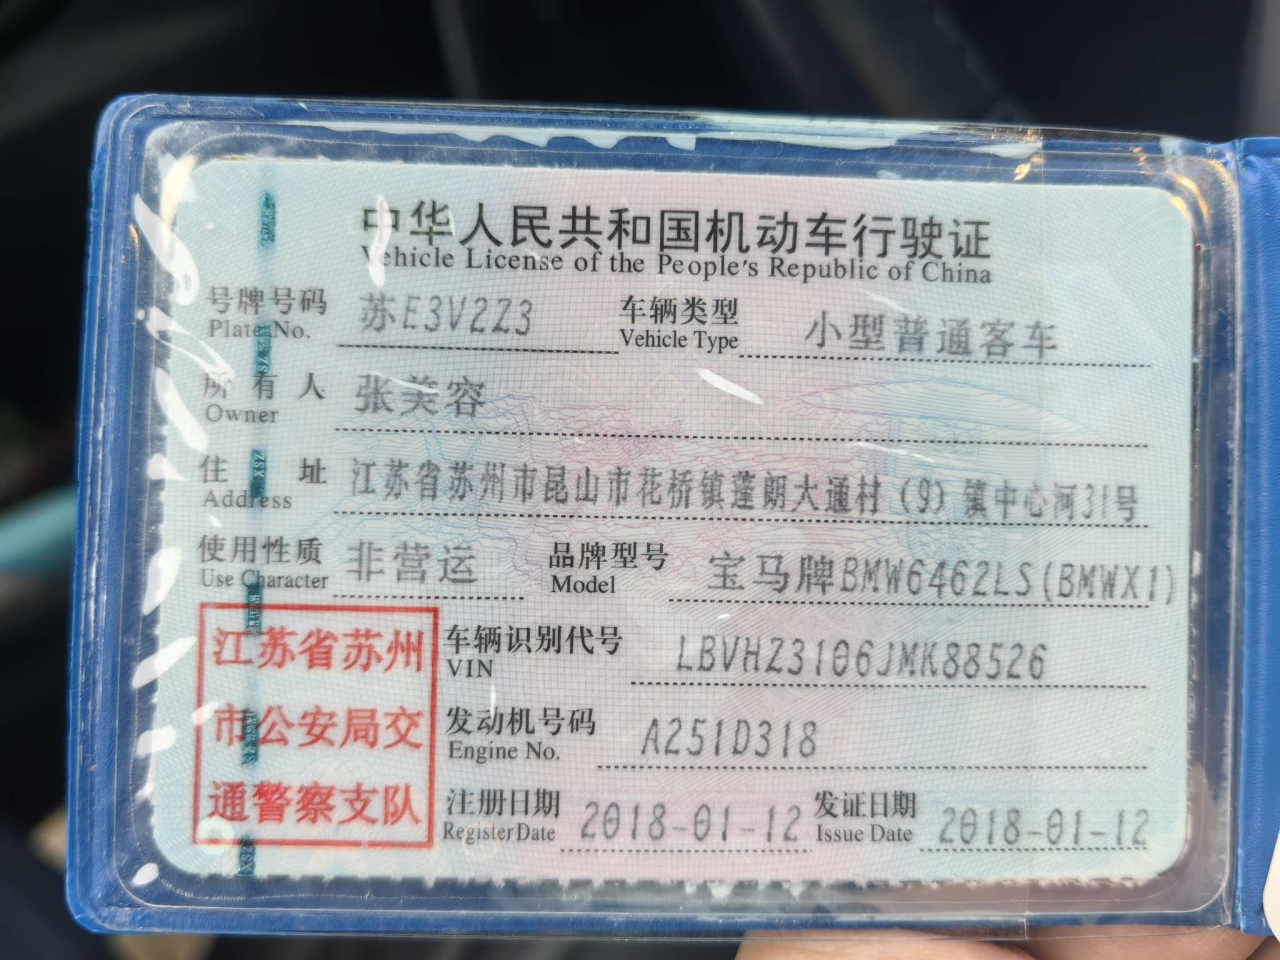 中华人民共和国机动车行驶证
Vehicle License of the People's Republic of China
号牌号码 苏E3V2Z3 车辆类型 小型普通客车
Plate No. Vehicle Type
所有人 张美容
Owner
住址 江苏省苏州市昆山市花桥镇蓬朗大通村（9）镇中心河31号
Address
使用性质 非营运 品牌型号 宝马牌BMW6462LS(BMWX1)
Use Character Model
江苏省苏州
市公安局交
通警察支队
车辆识别代号 LBVHZ3106JMK88526
VIN
发动机号码 A251D318
Engine No.
注册日期 2018-01-12 发证日期 2018-01-12
Register Date Issue Date